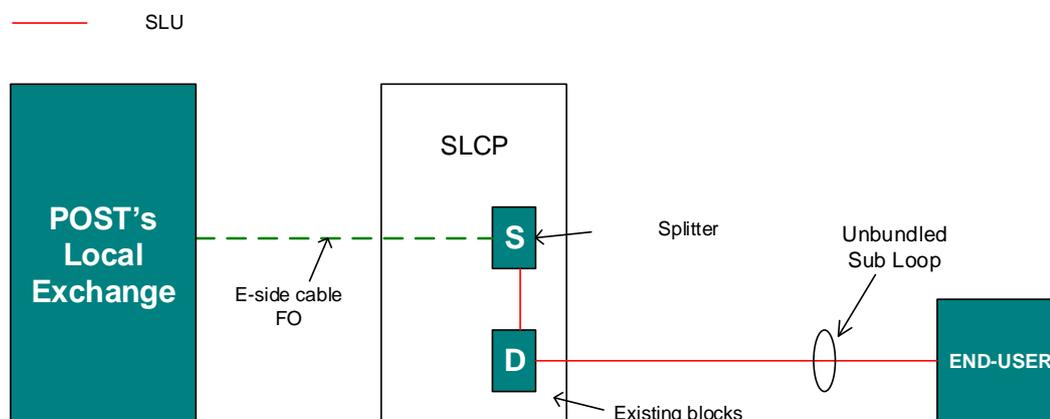 SLU
SLCP
POST's
Local
Exchange
S
Splitter
Unbundled
Sub Loop
E-side cable
FO
D
END-USER
Existing blocks